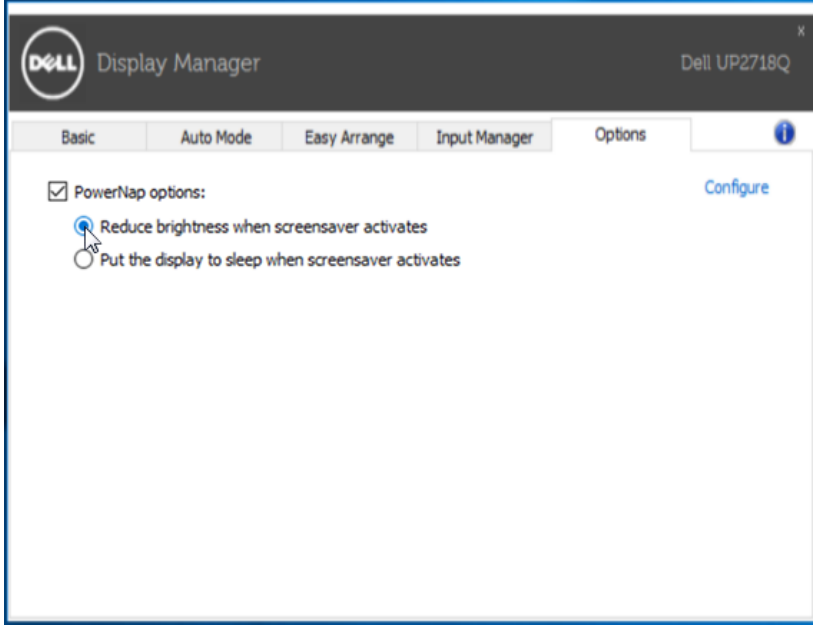 x
DELL Display Manager Dell UP2718Q
Basic Auto Mode Easy Arrange Input Manager Options i
PowerNap options: Configure
Reduce brightness when screensaver activates
Put the display to sleep when screensaver activates